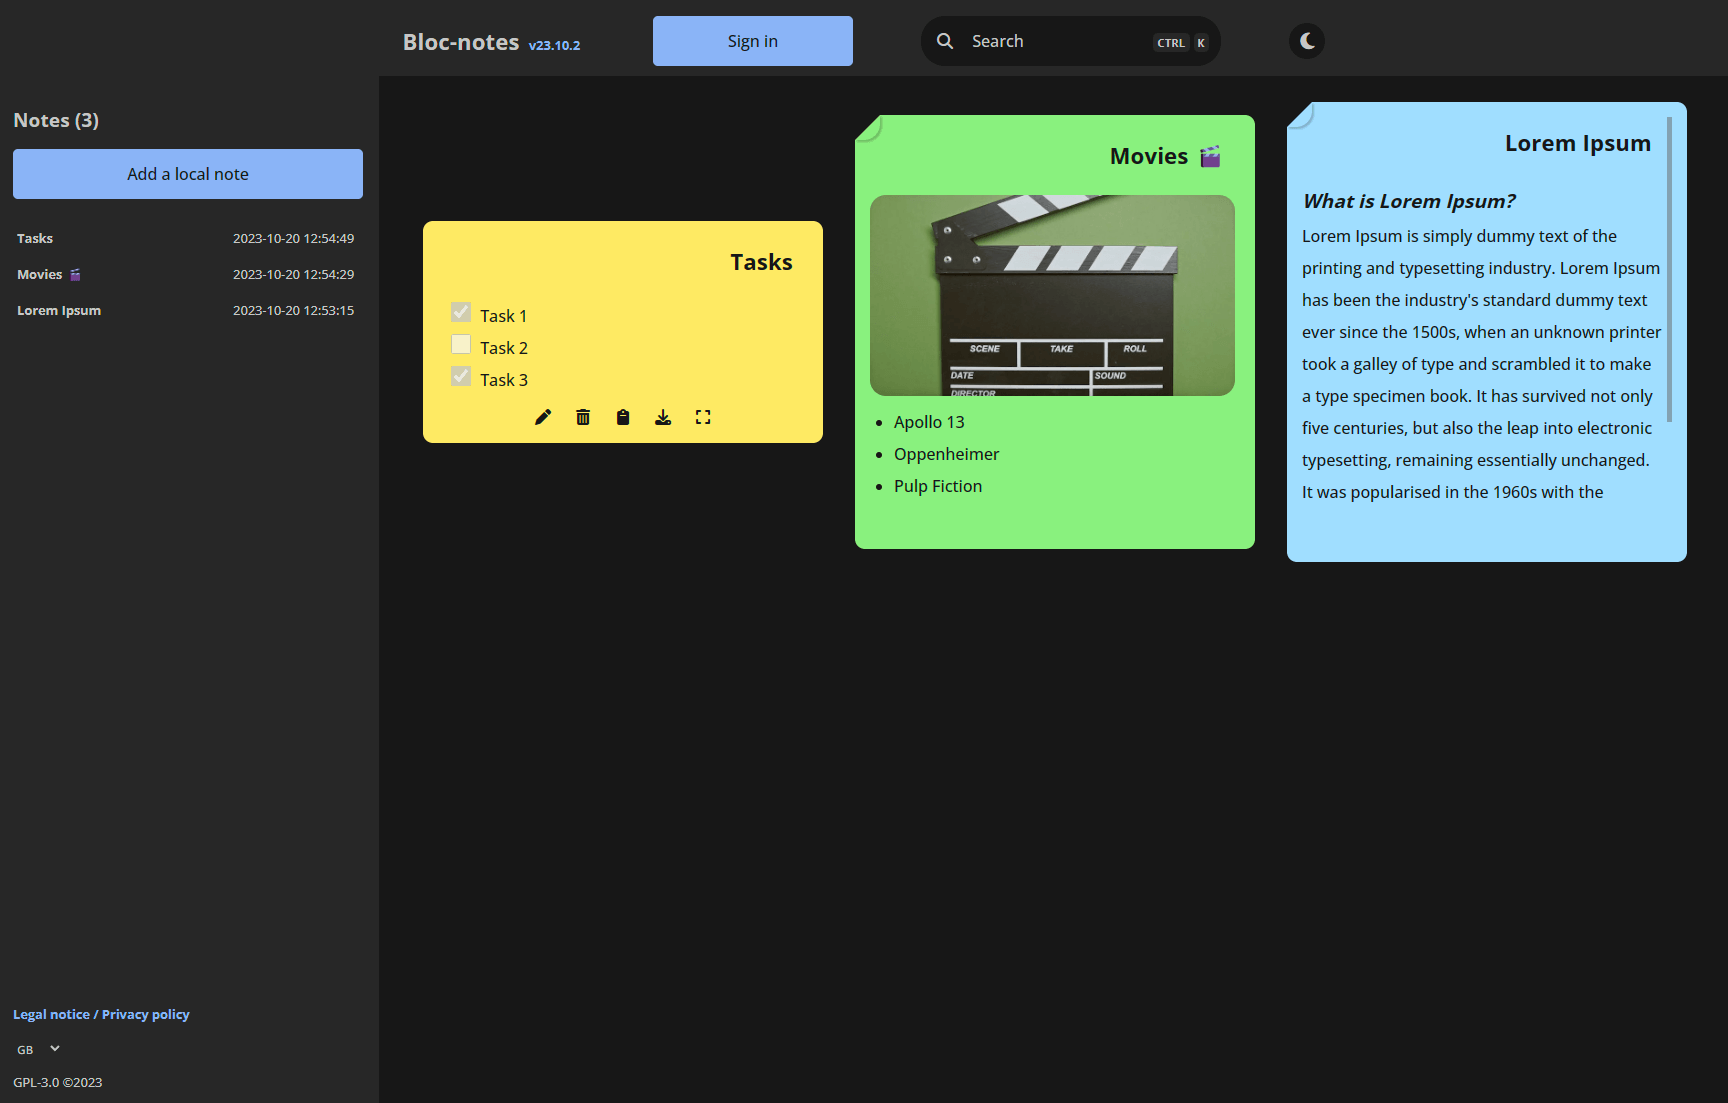 Bloc-notes v23.10.2
Sign in
Search
CTRL K
Notes (3)
Add a local note
Tasks 2023-10-20 12:54:49
Movies 🎬 2023-10-20 12:54:29
Lorem Ipsum 2023-10-20 12:53:15
Legal notice / Privacy policy
GB
GPL-3.0 ©2023
Tasks
Task 1
Task 2
Task 3
Movies 🎬
SCENE TAKE ROLL
DATE SOUND
DIRECTOR
Apollo 13
Oppenheimer
Pulp Fiction
Lorem Ipsum
What is Lorem Ipsum?
Lorem Ipsum is simply dummy text of the
printing and typesetting industry. Lorem Ipsum
has been the industry's standard dummy text
ever since the 1500s, when an unknown printer
took a galley of type and scrambled it to make
a type specimen book. It has survived not only
five centuries, but also the leap into electronic
typesetting, remaining essentially unchanged.
It was popularised in the 1960s with the